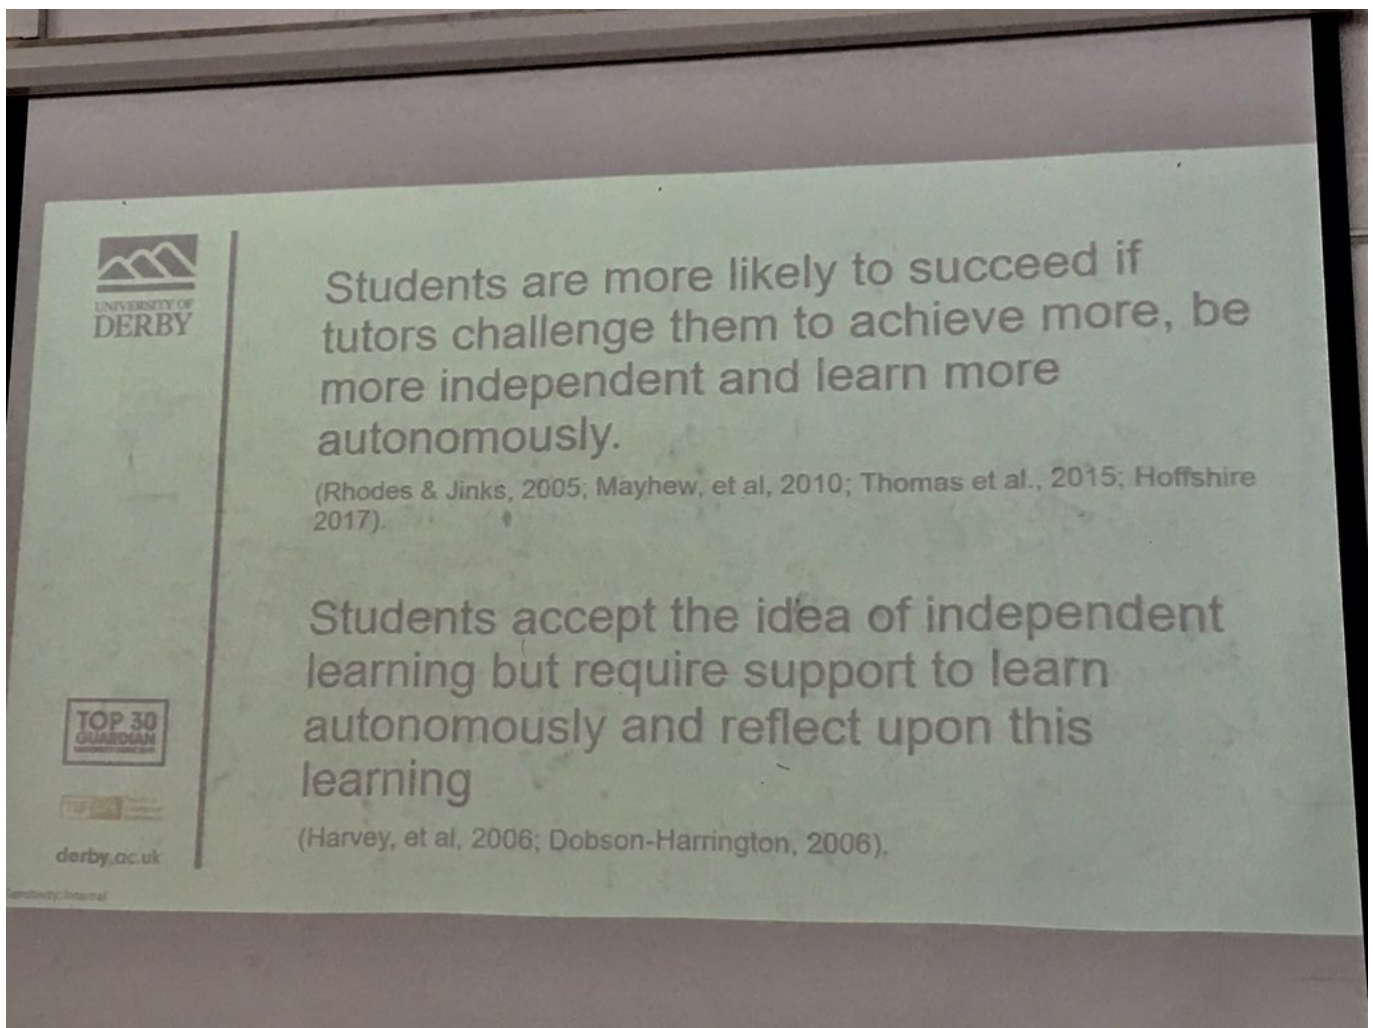 UNIVERSITY OF
DERBY
Students are more likely to succeed if
tutors challenge them to achieve more, be
more independent and learn more
autonomously.
(Rhodes & Jinks, 2005; Mayhew, et al, 2010; Thomas et al., 2015; Hoffshire
2017).
Students accept the idea of independent
learning but require support to learn
autonomously and reflect upon this
learning
(Harvey, et al, 2006; Dobson-Harrington, 2006).
TOP 30
GUARDIAN
TEF
derby.ac.uk